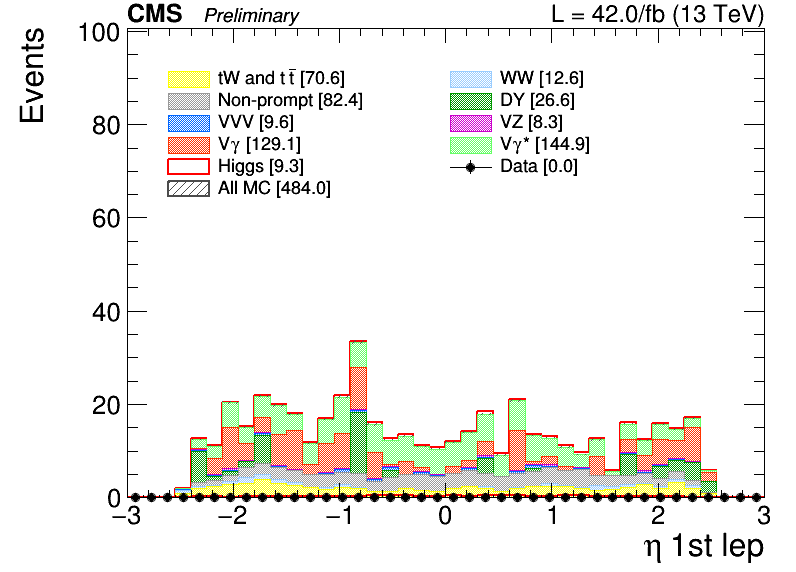 CMS Preliminary L = 42.0/fb (13 TeV)
Events
100
80
60
40
20
0
tW and tt̄ [70.6]
WW [12.6]
Non-prompt [82.4]
DY [26.6]
VVV [9.6]
VZ [8.3]
Vγ [129.1]
Vγ* [144.9]
Higgs [9.3]
Data [0.0]
All MC [484.0]
−3 −2 −1 0 1 2 3
η 1st lep